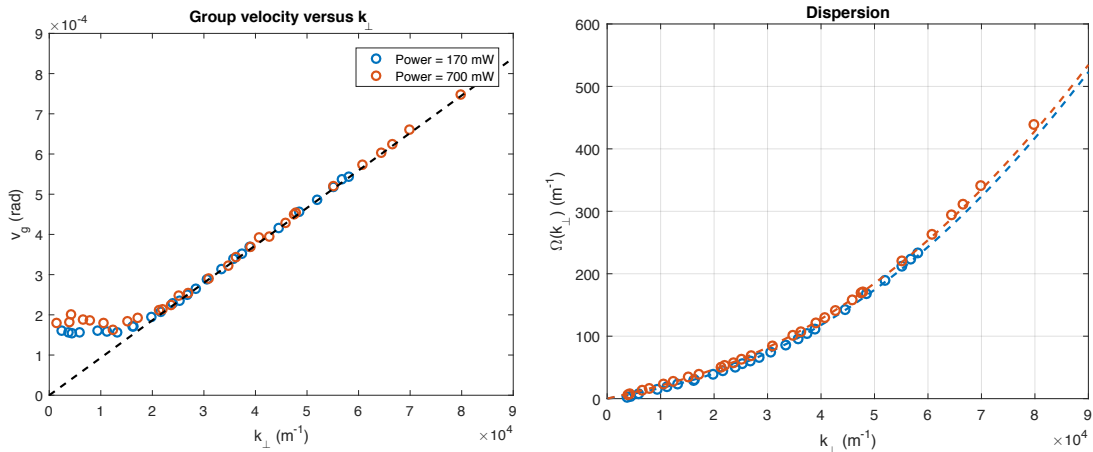 Group velocity versus k⊥
×10⁻⁴
9
8
7
6
5
4
3
2
1
0
v_g (rad)
Power = 170 mW
Power = 700 mW
0 1 2 3 4 5 6 7 8 9
k⊥ (m⁻¹)
×10⁴
Dispersion
600
500
400
300
200
100
0
Ω(k⊥) (m⁻¹)
0 1 2 3 4 5 6 7 8 9
k⊥ (m⁻¹)
×10⁴